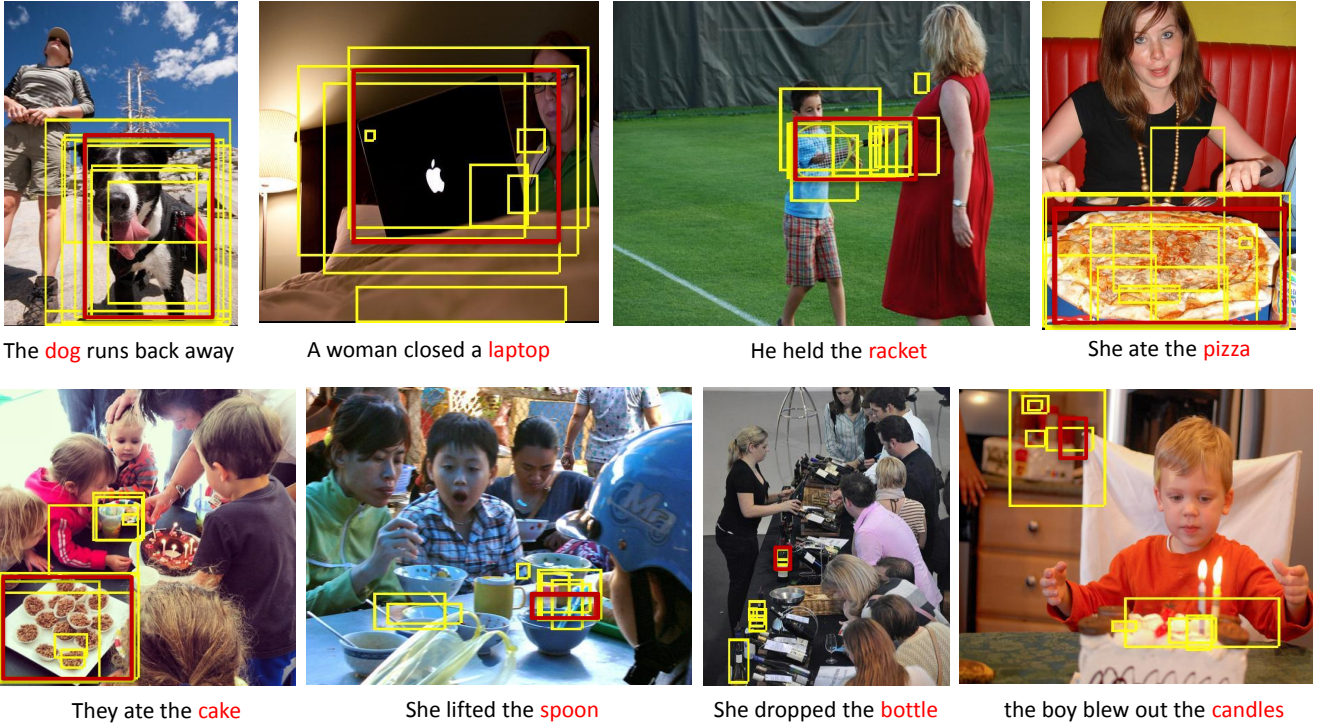 The dog runs back away
A woman closed a laptop
He held the racket
She ate the pizza
They ate the cake
She lifted the spoon
She dropped the bottle
the boy blew out the candles